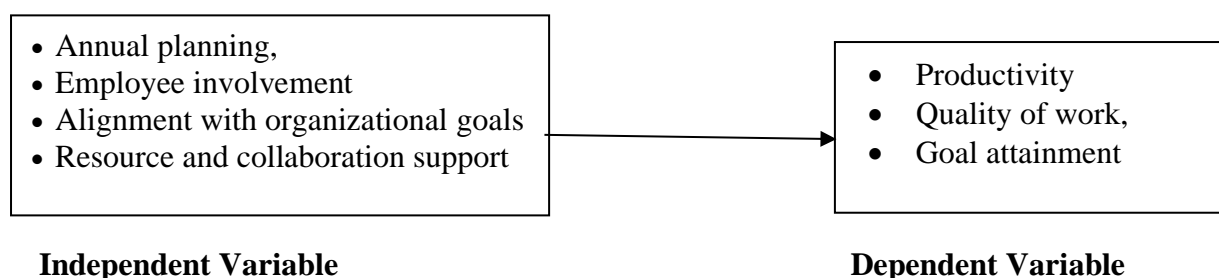 • Annual planning,
• Employee involvement
• Alignment with organizational goals
• Resource and collaboration support
• Productivity
• Quality of work,
• Goal attainment
Independent Variable
Dependent Variable